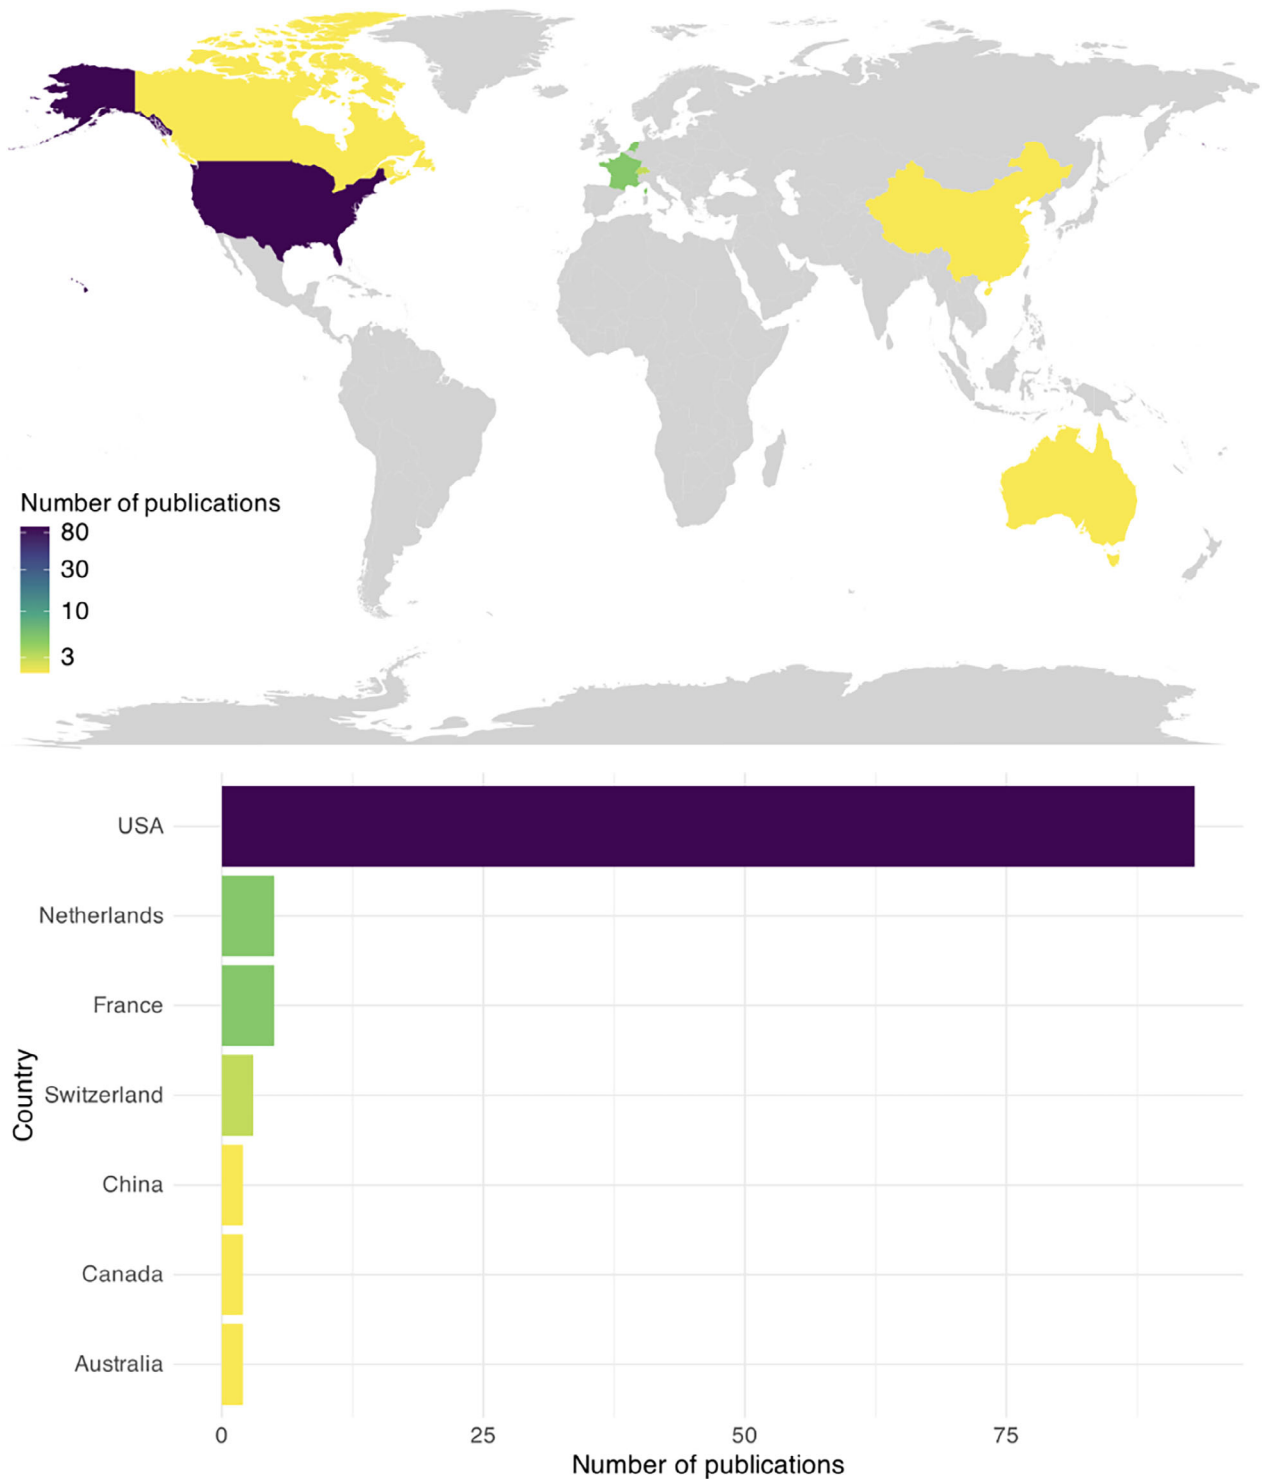 Number of publications
80
30
10
3
USA
Netherlands
France
Switzerland
China
Canada
Australia
Country
0 25 50 75
Number of publications